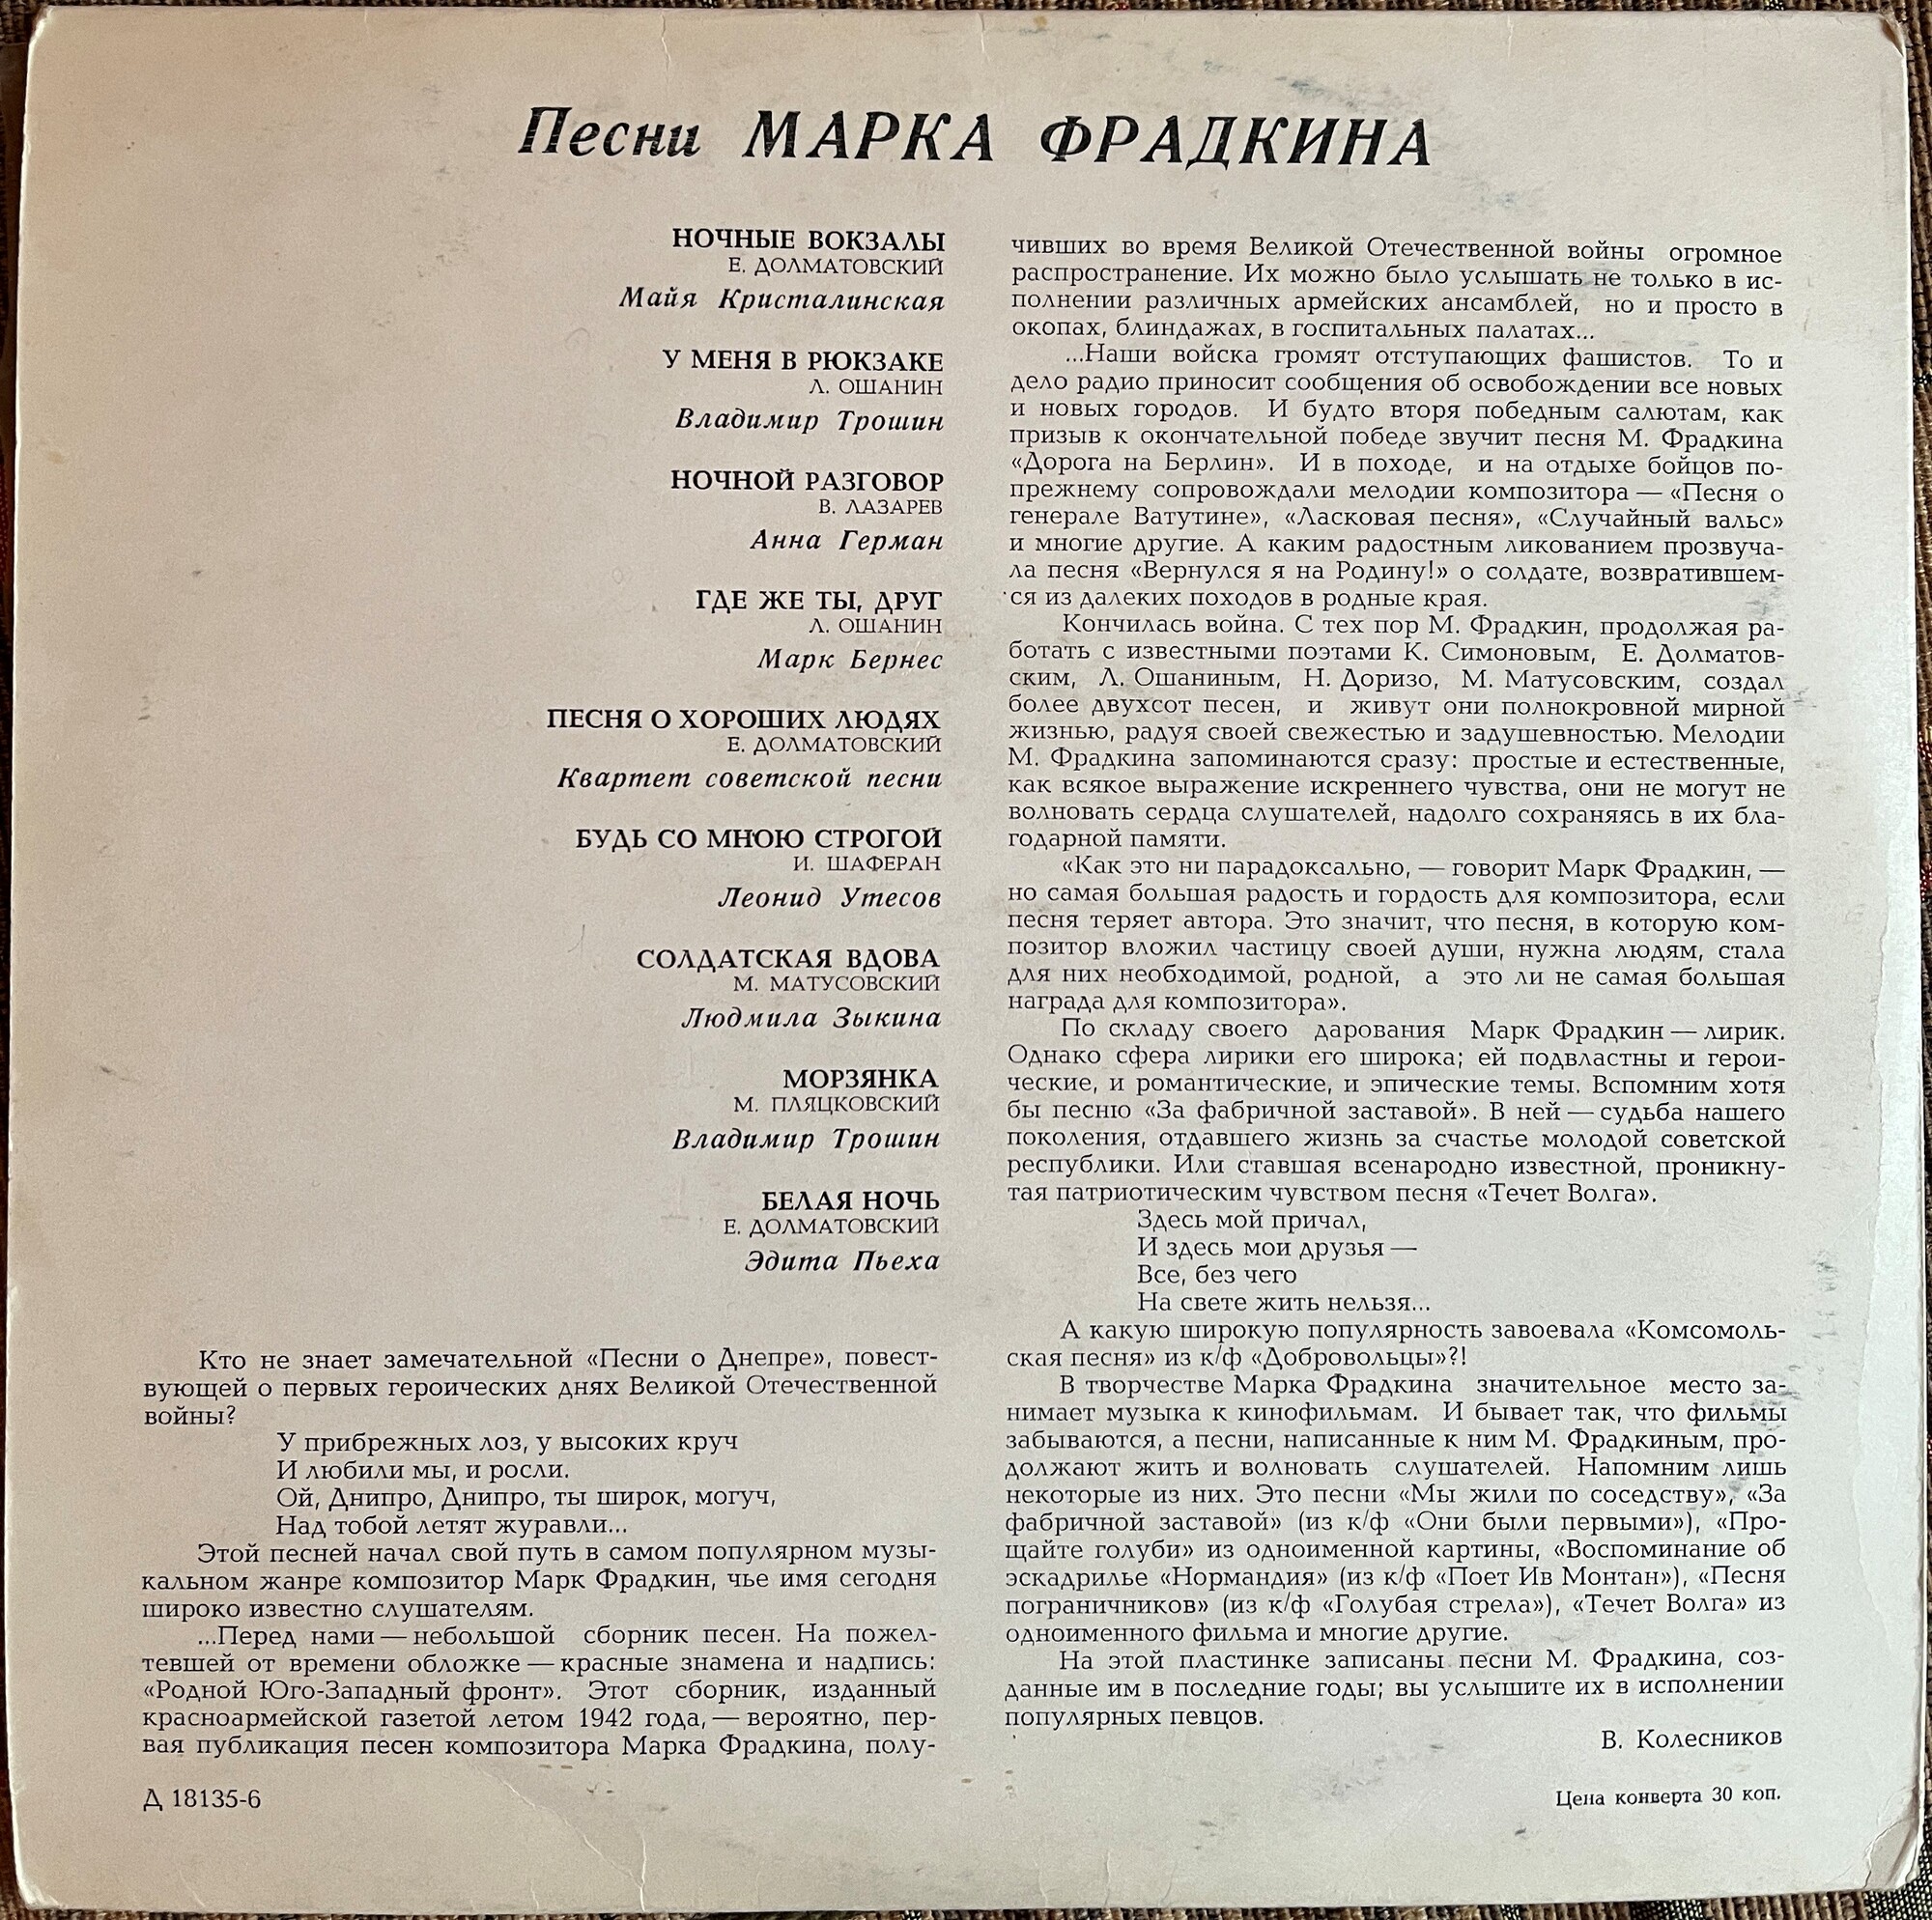 Песни МАРКА ФРАДКИНА
НОЧНЫЕ ВОКЗАЛЫ
Е. ДОЛМАТОВСКИЙ
Майя Кристалинская
У МЕНЯ В РЮКЗАКЕ
Л. ОШАНИН
Владимир Трошин
НОЧНОЙ РАЗГОВОР
В. ЛАЗАРЕВ
Анна Герман
ГДЕ ЖЕ ТЫ, ДРУГ
Л. ОШАНИН
Марк Бернес
ПЕСНЯ О ХОРОШИХ ЛЮДЯХ
Е. ДОЛМАТОВСКИЙ
Квартет советской песни
БУДЬ СО МНОЮ СТРОГОЙ
И. ШАФЕРАН
Леонид Утесов
СОЛДАТСКАЯ ВДОВА
М. МАТУСОВСКИЙ
Людмила Зыкина
МОРЗЯНКА
М. ПЛЯЦКОВСКИЙ
Владимир Трошин
БЕЛАЯ НОЧЬ
Е. ДОЛМАТОВСКИЙ
Эдита Пьеха
Кто не знает замечательной «Песни о Днепре», повест-
вующей о первых героических днях Великой Отечественной
войны?
У прибрежных лоз, у высоких круч
И любили мы, и росли.
Ой, Днипро, Днипро, ты широк, могуч,
Над тобой летят журавли...
Этой песней начал свой путь в самом популярном музы-
кальном жанре композитор Марк Фрадкин, чье имя сегодня
широко известно слушателям.
...Перед нами — небольшой сборник песен. На пожел-
тевшей от времени обложке — красные знамена и надпись:
«Родной Юго-Западный фронт». Этот сборник, изданный
красноармейской газетой летом 1942 года, — вероятно, пер-
вая публикация песен композитора Марка Фрадкина, полу-
чивших во время Великой Отечественной войны огромное
распространение. Их можно было услышать не только в ис-
полнении различных армейских ансамблей, но и просто в
окопах, блиндажах, в госпитальных палатах...
...Наши войска громят отступающих фашистов. То и
дело радио приносит сообщения об освобождении все новых
и новых городов. И будто вторя победным салютам, как
призыв к окончательной победе звучит песня М. Фрадкина
«Дорога на Берлин». И в походе, и на отдыхе бойцов по-
прежнему сопровождали мелодии композитора — «Песня о
генерале Ватутине», «Ласковая песня», «Случайный вальс»
и многие другие. А каким радостным ликованием прозвуча-
ла песня «Вернулся я на Родину!» о солдате, возвратившем-
ся из далеких походов в родные края.
Кончилась война. С тех пор М. Фрадкин, продолжая ра-
ботать с известными поэтами К. Симоновым, Е. Долматов-
ским, Л. Ошаниным, Н. Доризо, М. Матусовским, создал
более двухсот песен, и живут они полнокровной мирной
жизнью, радуя своей свежестью и задушевностью. Мелодии
М. Фрадкина запоминаются сразу: простые и естественные,
как всякое выражение искреннего чувства, они не могут не
волновать сердца слушателей, надолго сохраняясь в их бла-
годарной памяти.
«Как это ни парадоксально, — говорит Марк Фрадкин, —
но самая большая радость и гордость для композитора, если
песня теряет автора. Это значит, что песня, в которую ком-
позитор вложил частицу своей души, нужна людям, стала
для них необходимой, родной, а это ли не самая большая
награда для композитора».
По складу своего дарования Марк Фрадкин — лирик.
Однако сфера лирики его широка; ей подвластны и герои-
ческие, и романтические, и эпические темы. Вспомним хотя
бы песню «За фабричной заставой». В ней — судьба нашего
поколения, отдавшего жизнь за счастье молодой советской
республики. Или ставшая всенародно известной, проникну-
тая патриотическим чувством песня «Течет Волга».
Здесь мой причал,
И здесь мои друзья —
Все, без чего
На свете жить нельзя...
А какую широкую популярность завоевала «Комсомоль-
ская песня» из к/ф «Добровольцы»?!
В творчестве Марка Фрадкина значительное место за-
нимает музыка к кинофильмам. И бывает так, что фильмы
забываются, а песни, написанные к ним М. Фрадкиным, про-
должают жить и волновать слушателей. Напомним лишь
некоторые из них. Это песни «Мы жили по соседству», «За
фабричной заставой» (из к/ф «Они были первыми»), «Про-
щайте голуби» из одноименной картины, «Воспоминание об
эскадрилье «Нормандия» (из к/ф «Поет Ив Монтан»), «Песня
пограничников» (из к/ф «Голубая стрела»), «Течет Волга» из
одноименного фильма и многие другие.
На этой пластинке записаны песни М. Фрадкина, соз-
данные им в последние годы; вы услышите их в исполнении
популярных певцов.
В. Колесников
Д 18135-6
Цена конверта 30 коп.